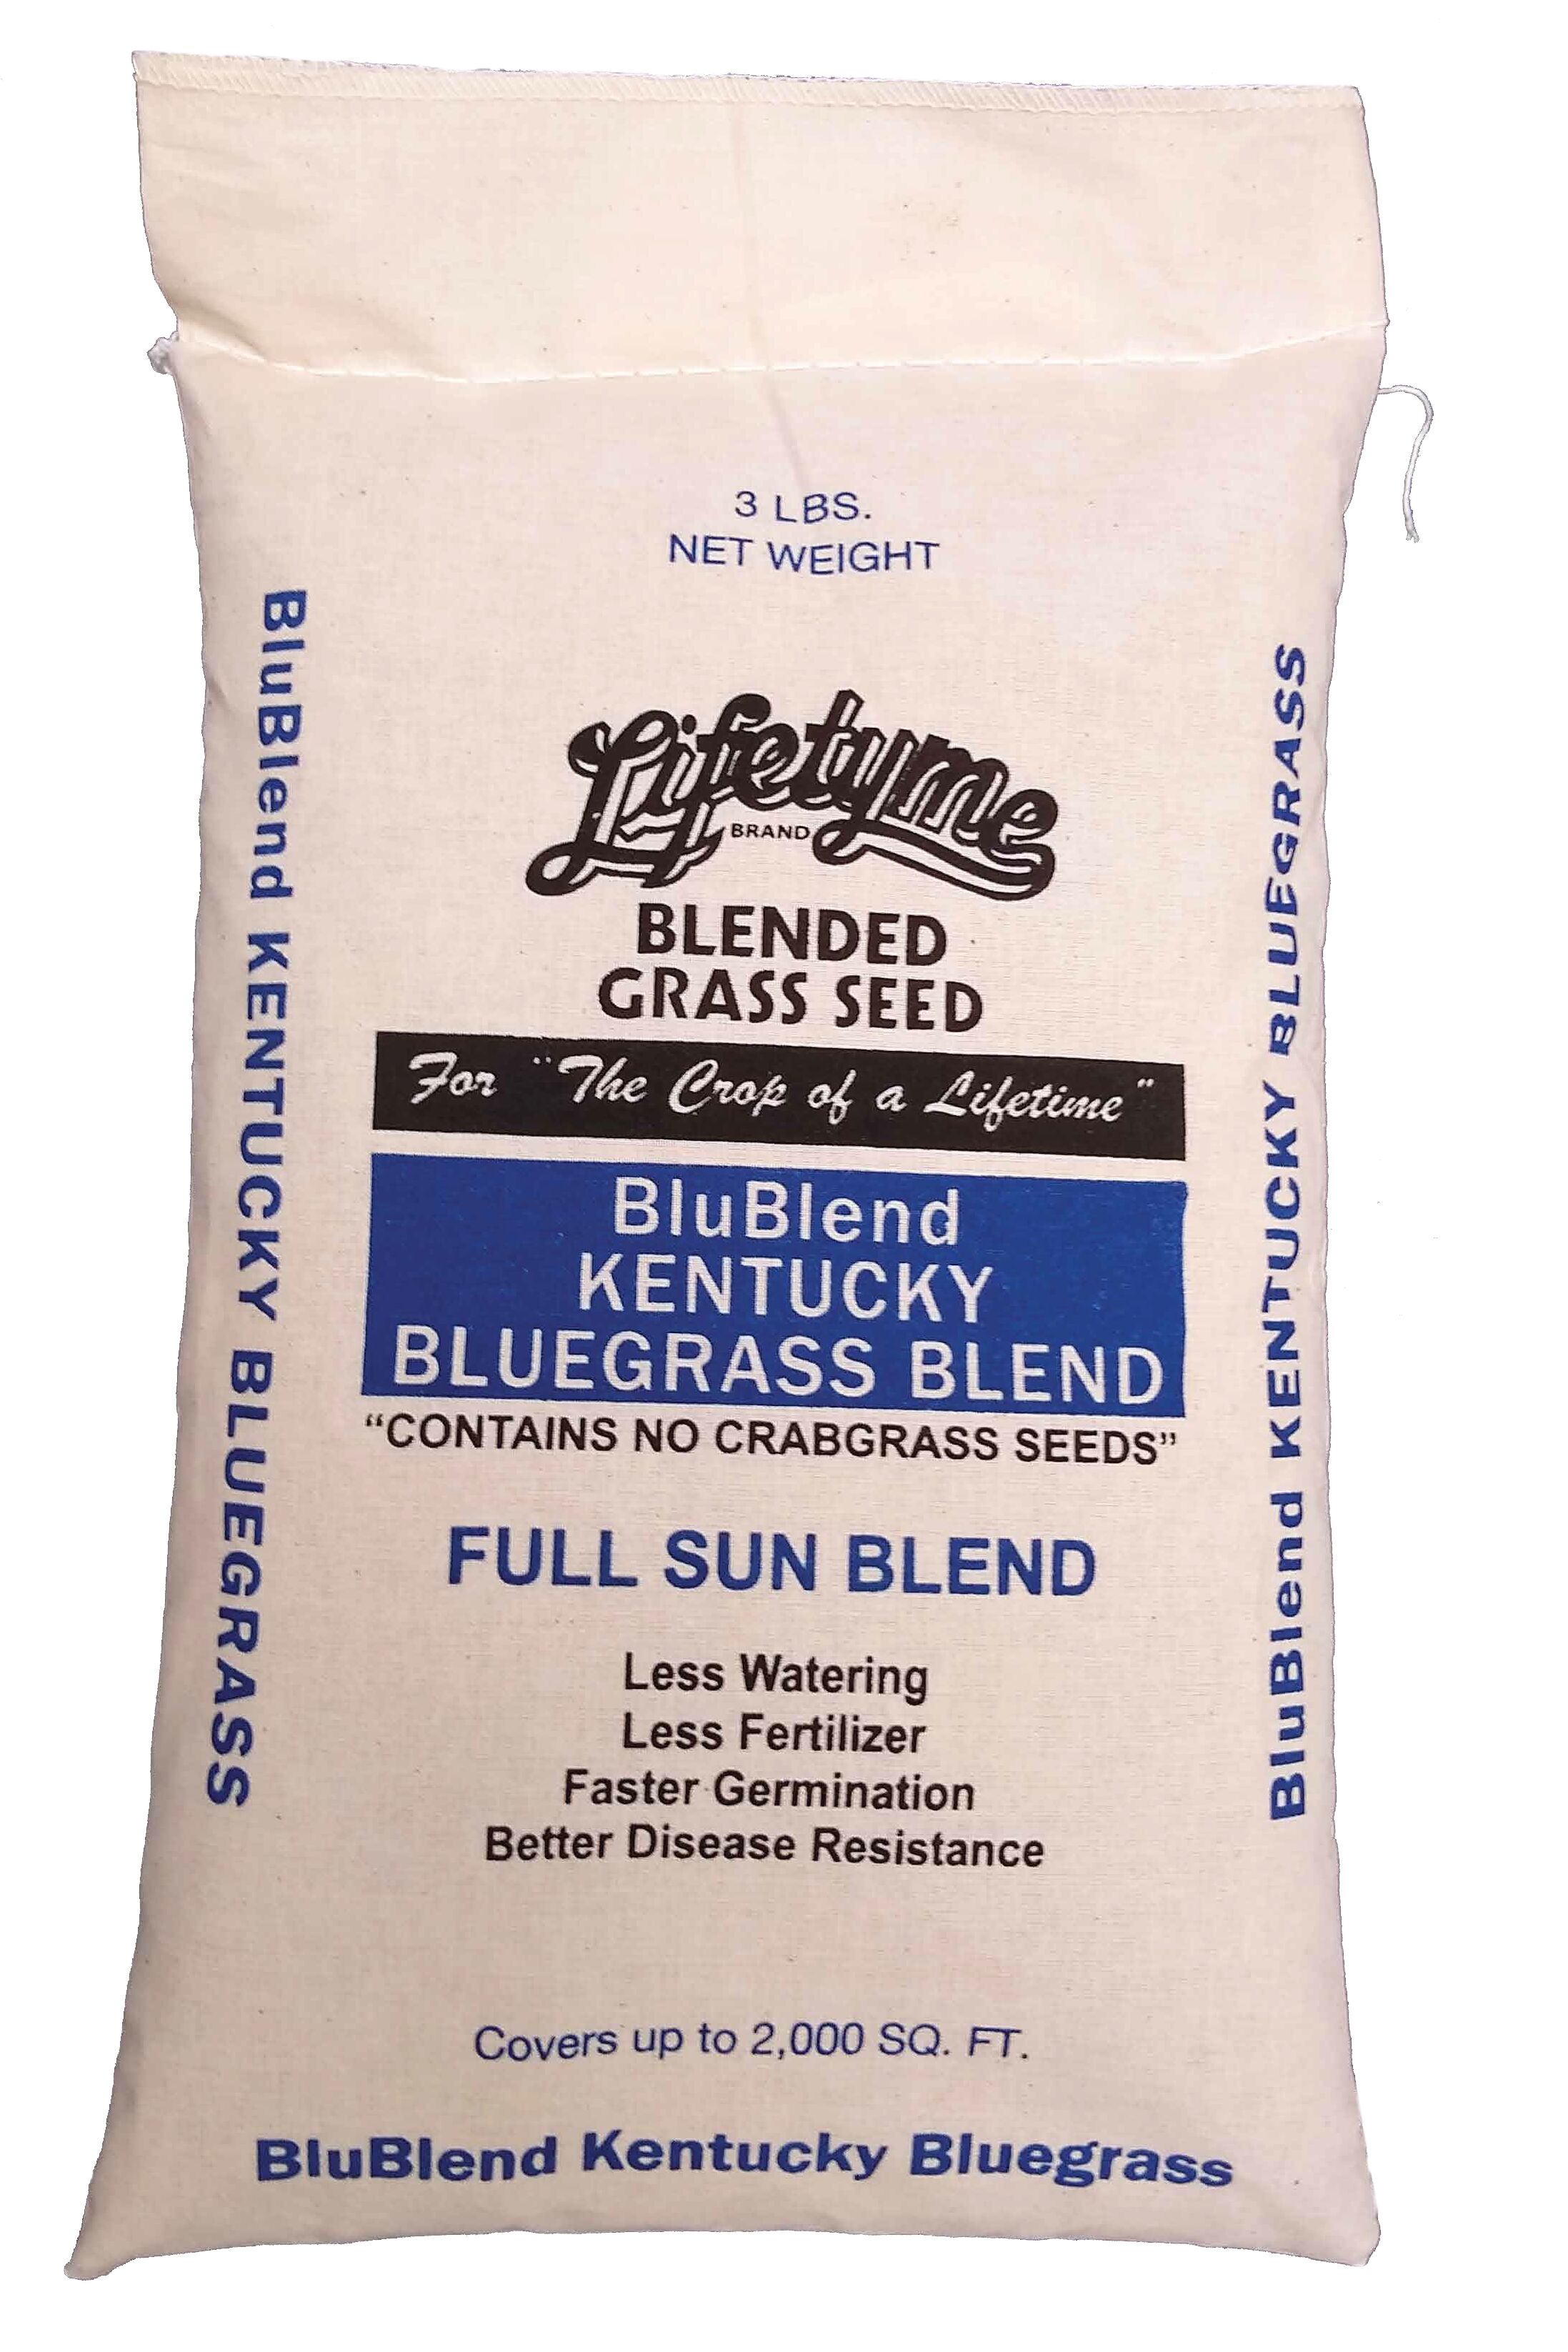 3 LBS.
NET WEIGHT
BluBlend KENTUCKY BLUEGRASS
BluBlend KENTUCKY BLUEGRASS
Lifetyme
BRAND
BLENDED
GRASS SEED
For "The Crop of a Lifetime"
BluBlend
KENTUCKY
BLUEGRASS BLEND
“CONTAINS NO CRABGRASS SEEDS”
FULL SUN BLEND
Less Watering
Less Fertilizer
Faster Germination
Better Disease Resistance
Covers up to 2,000 SQ. FT.
BluBlend Kentucky Bluegrass